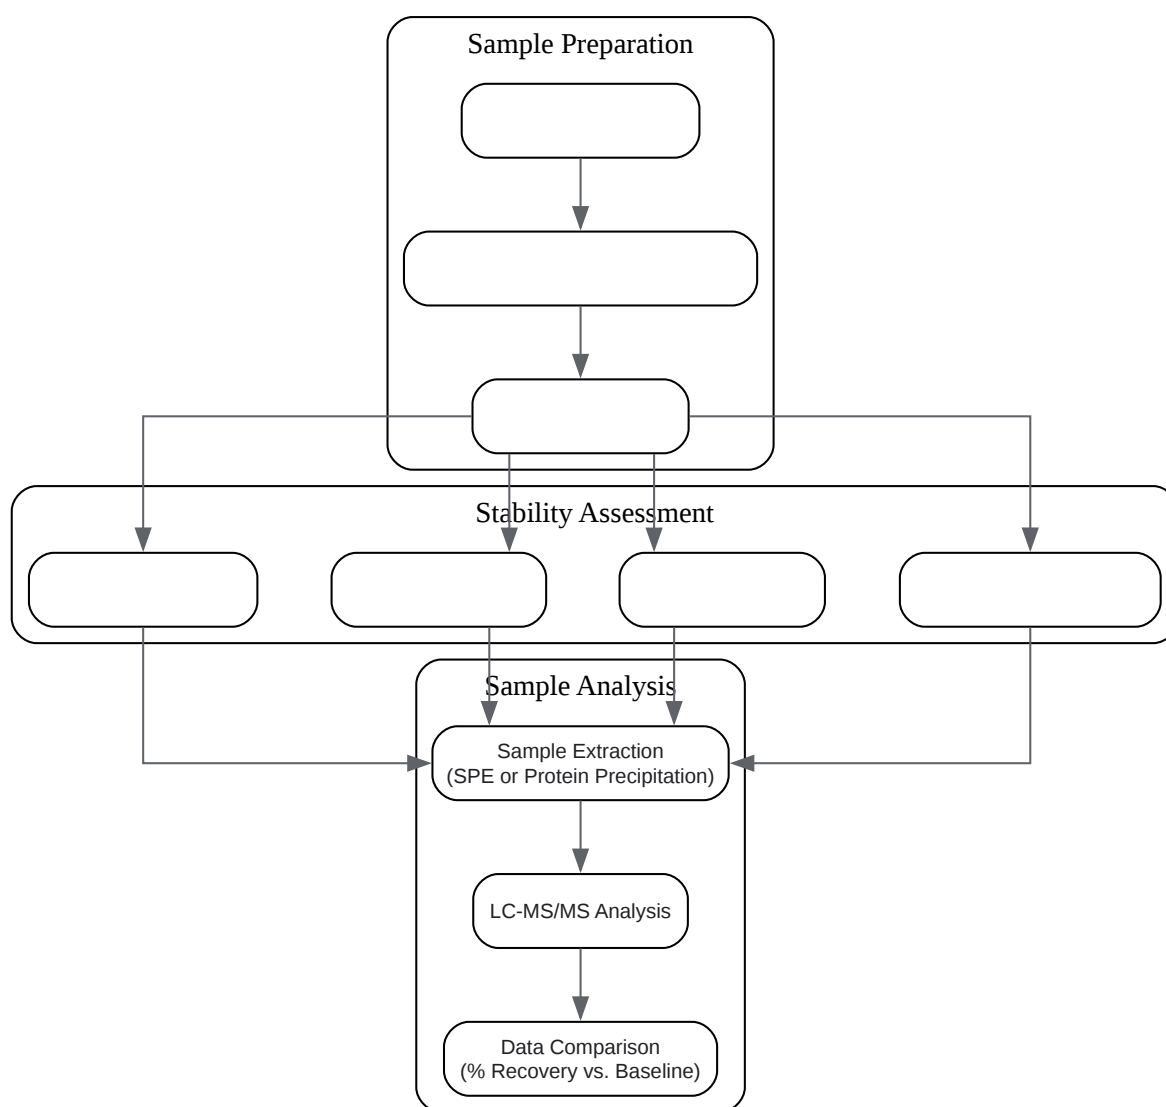 Sample Preparation
Stability Assessment
Sample Analysis
Sample Extraction
(SPE or Protein Precipitation)
LC-MS/MS Analysis
Data Comparison
(% Recovery vs. Baseline)